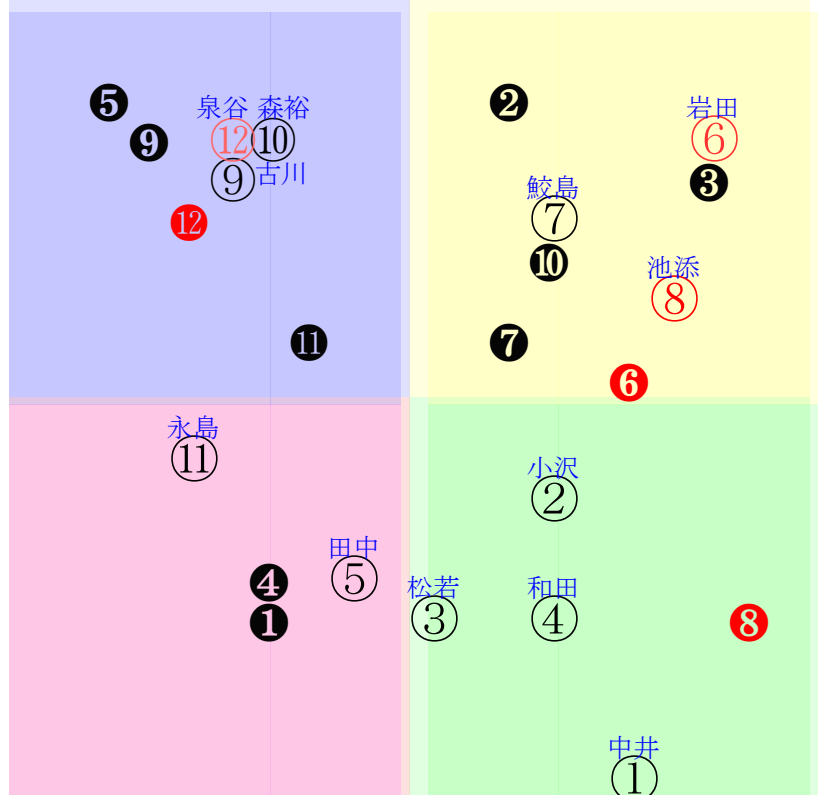 ❺ ❷
泉谷 森裕 岩田
❾ ⑫ ⑩ ⑥
⑨ 古川 鮫島 ❸
⓬ ⑦
❿ 池添
⑧
⓫ ❼
❻
永島
⑪ 小沢
②
田中
❹ ⑤ 松若 和田
❶ ③ ④ ❽
中井
①